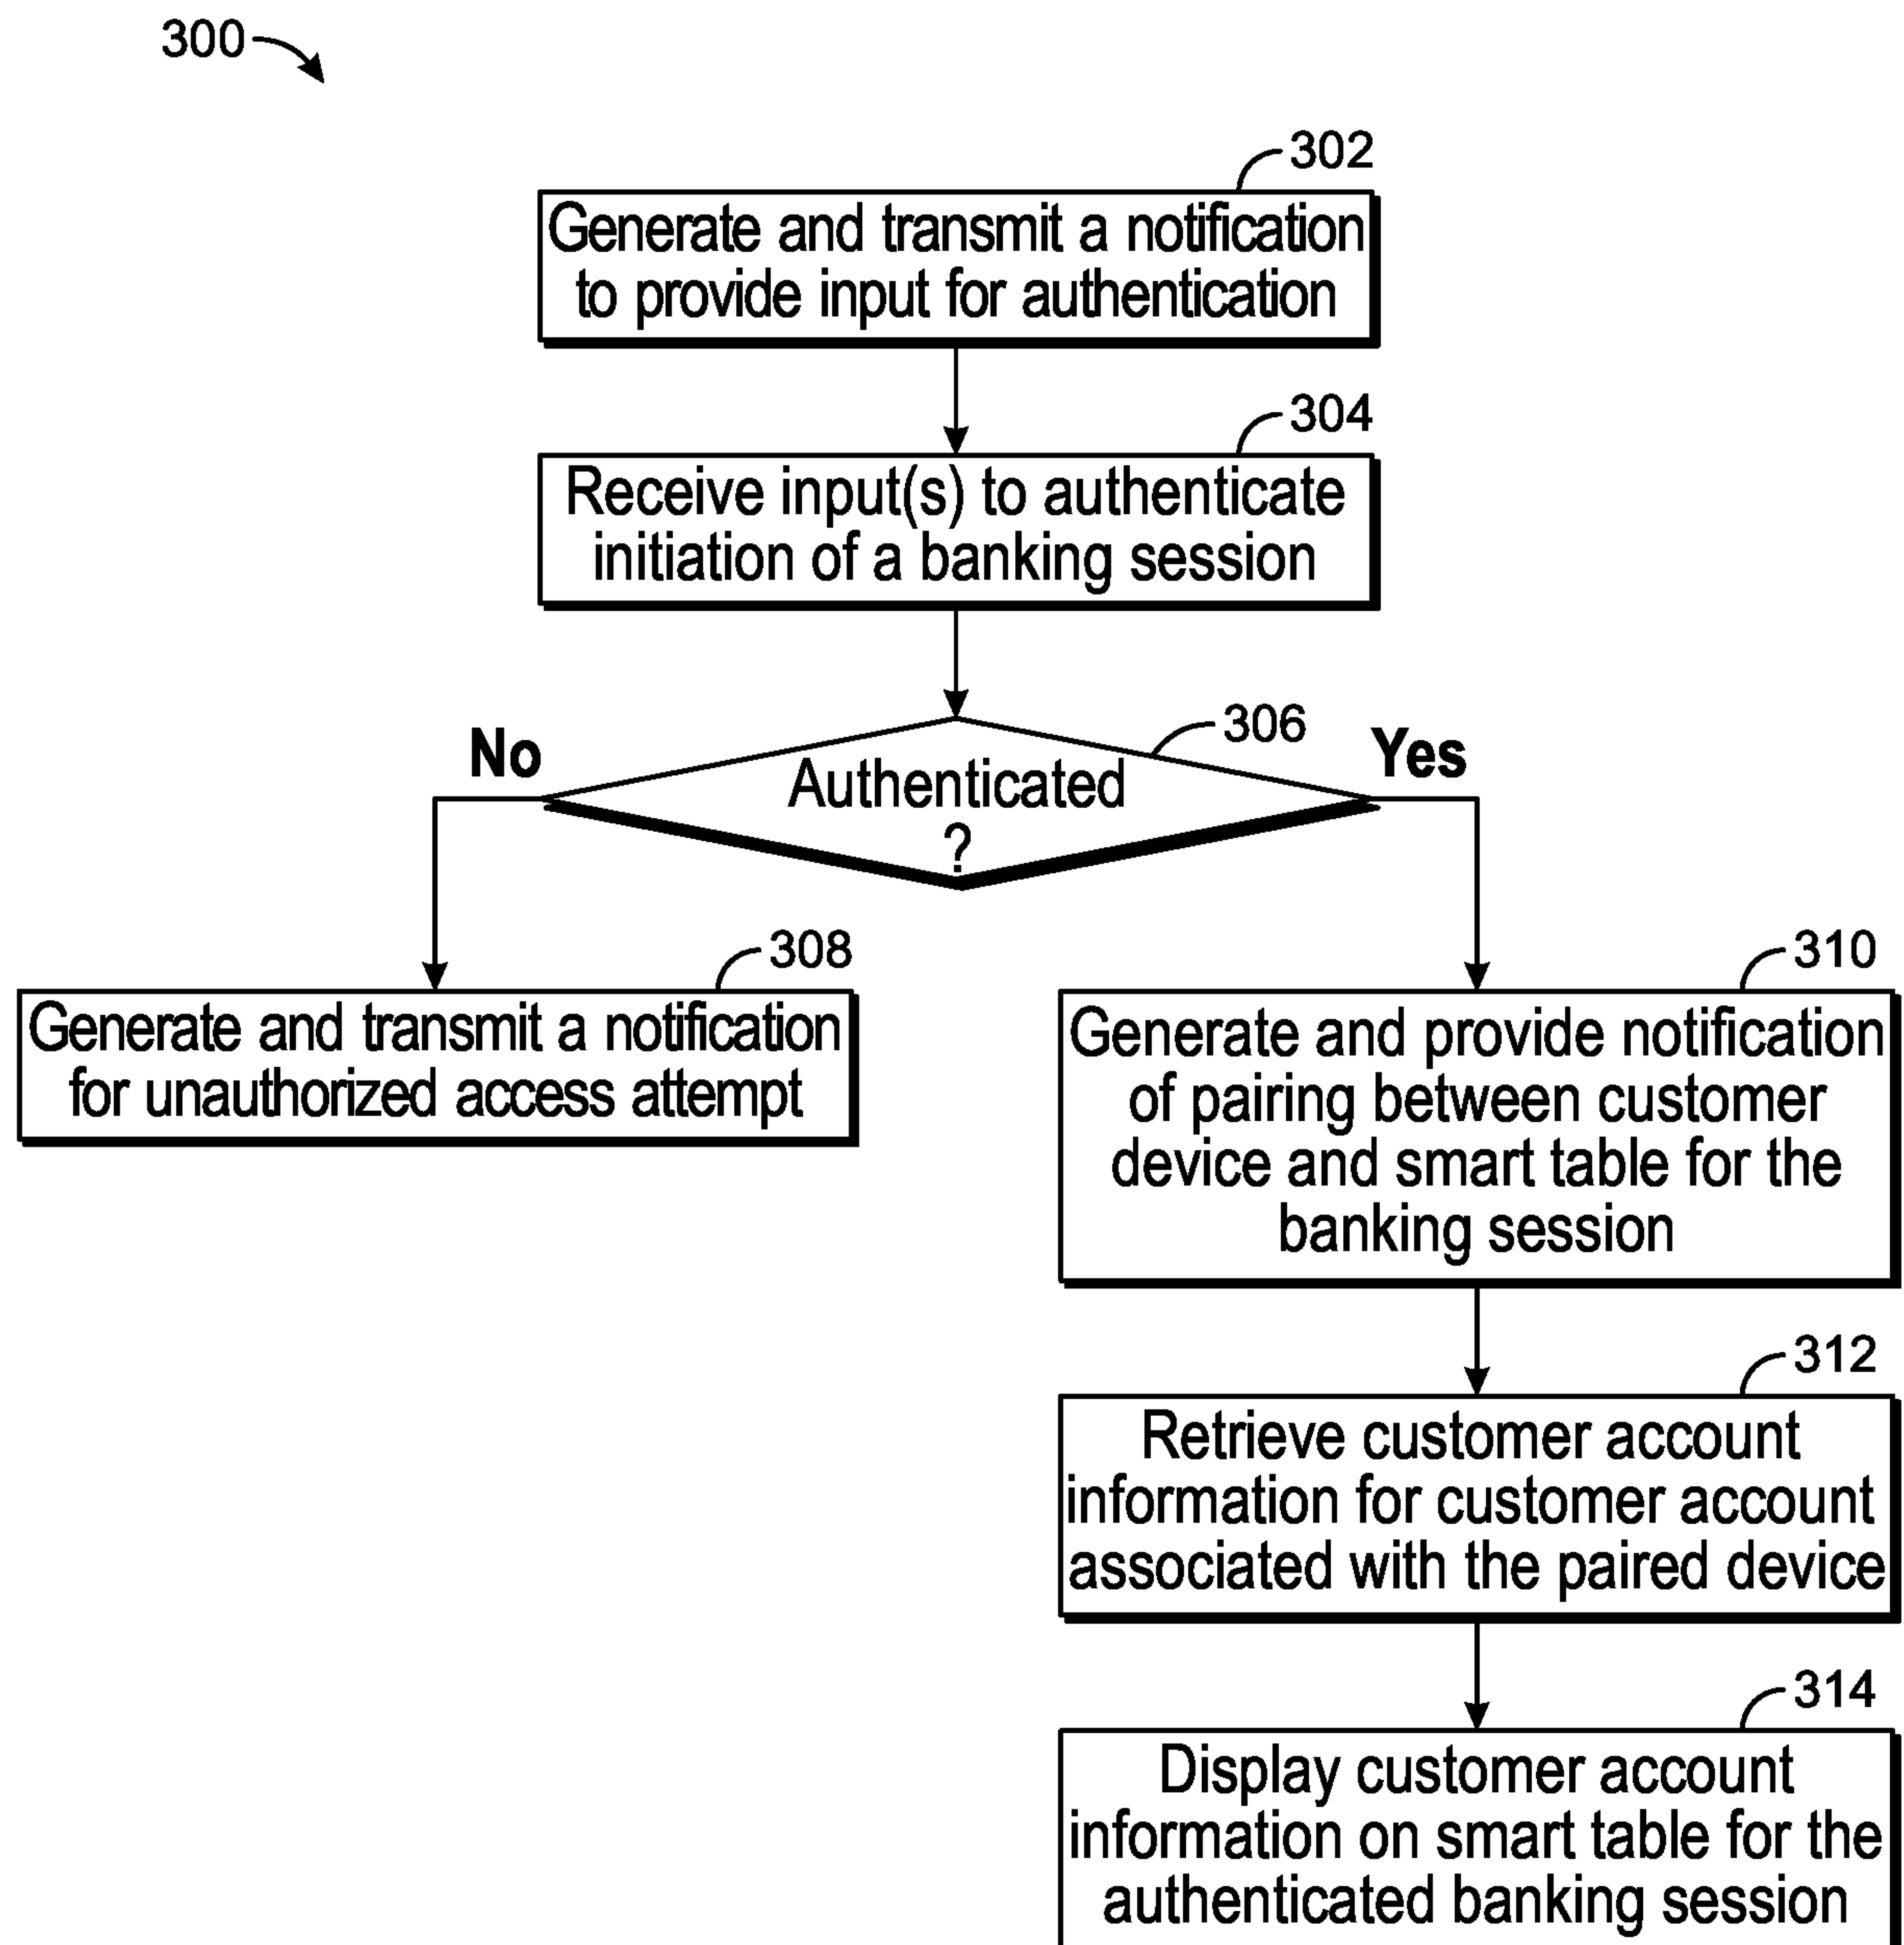 300
302
Generate and transmit a notification
to provide input for authentication
304
Receive input(s) to authenticate
initiation of a banking session
306
No
Yes
Authenticated
?
308
Generate and transmit a notification
for unauthorized access attempt
310
Generate and provide notification
of pairing between customer
device and smart table for the
banking session
312
Retrieve customer account
information for customer account
associated with the paired device
314
Display customer account
information on smart table for the
authenticated banking session